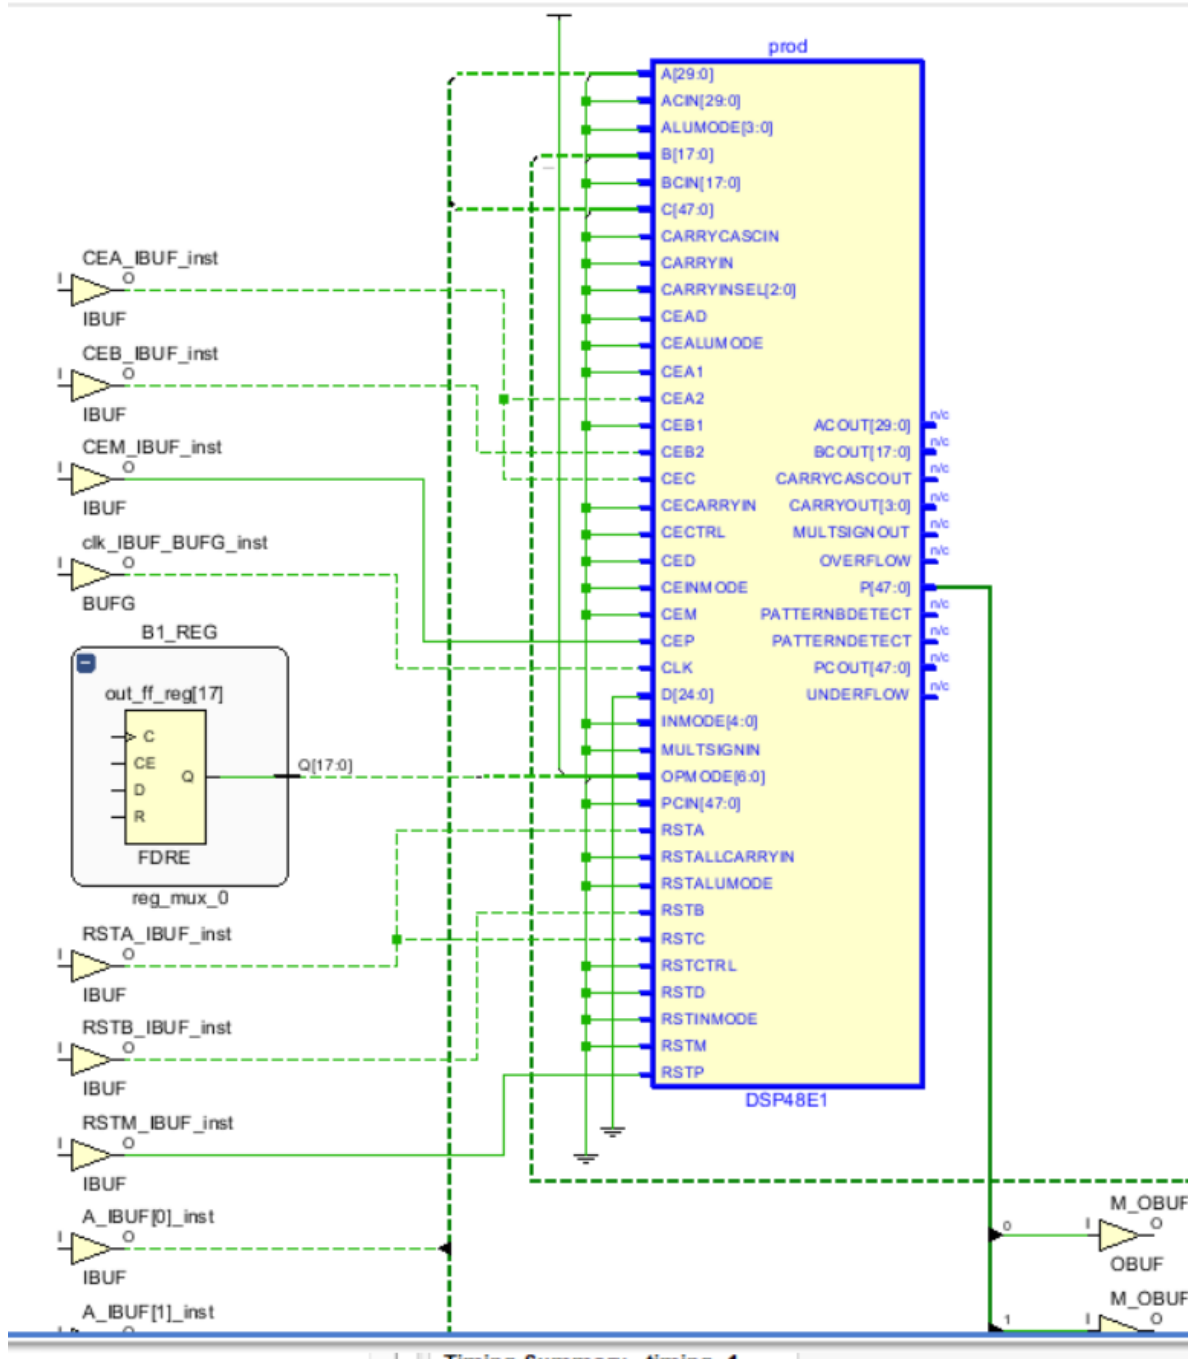 prod
A[29:0]
ACIN[29:0]
ALUMODE[3:0]
B[17:0]
BCIN[17:0]
C[47:0]
CARRYCASCIN
CARRYIN
CARRYINSEL[2:0]
CEAD
CEALUMODE
CEA1
CEA2
CEB1
CEB2
CEC
CECARRYIN
CECTRL
CED
CEINMODE
CEM
CEP
CLK
D[24:0]
INMODE[4:0]
MULTSIGNIN
OPMODE[6:0]
PCIN[47:0]
RSTA
RSTALLCARRYIN
RSTALUMODE
RSTB
RSTC
RSTCTRL
RSTD
RSTINMODE
RSTM
RSTP
ACOUT[29:0] n/c
BCOUT[17:0] n/c
CARRYCASCOUT n/c
CARRYOUT[3:0] n/c
MULTSIGNOUT n/c
OVERFLOW n/c
P[47:0]
PATTERNBDETECT n/c
PATTERNDETECT n/c
PCOUT[47:0] n/c
UNDERFLOW n/c
DSP48E1
CEA_IBUF_inst
I O
IBUF
CEB_IBUF_inst
I O
IBUF
CEM_IBUF_inst
I O
IBUF
clk_IBUF_BUFG_inst
I O
BUFG
B1_REG
out_ff_reg[17]
C
CE
D
R
Q
FDRE
Q[17:0]
reg_mux_0
RSTA_IBUF_inst
I O
IBUF
RSTB_IBUF_inst
I O
IBUF
RSTM_IBUF_inst
I O
IBUF
A_IBUF[0]_inst
I O
IBUF
A_IBUF[1]_inst
O
M_OBUF
0 I O
OBUF
M_OBUF
1 I O
Timing Summary - timing_1